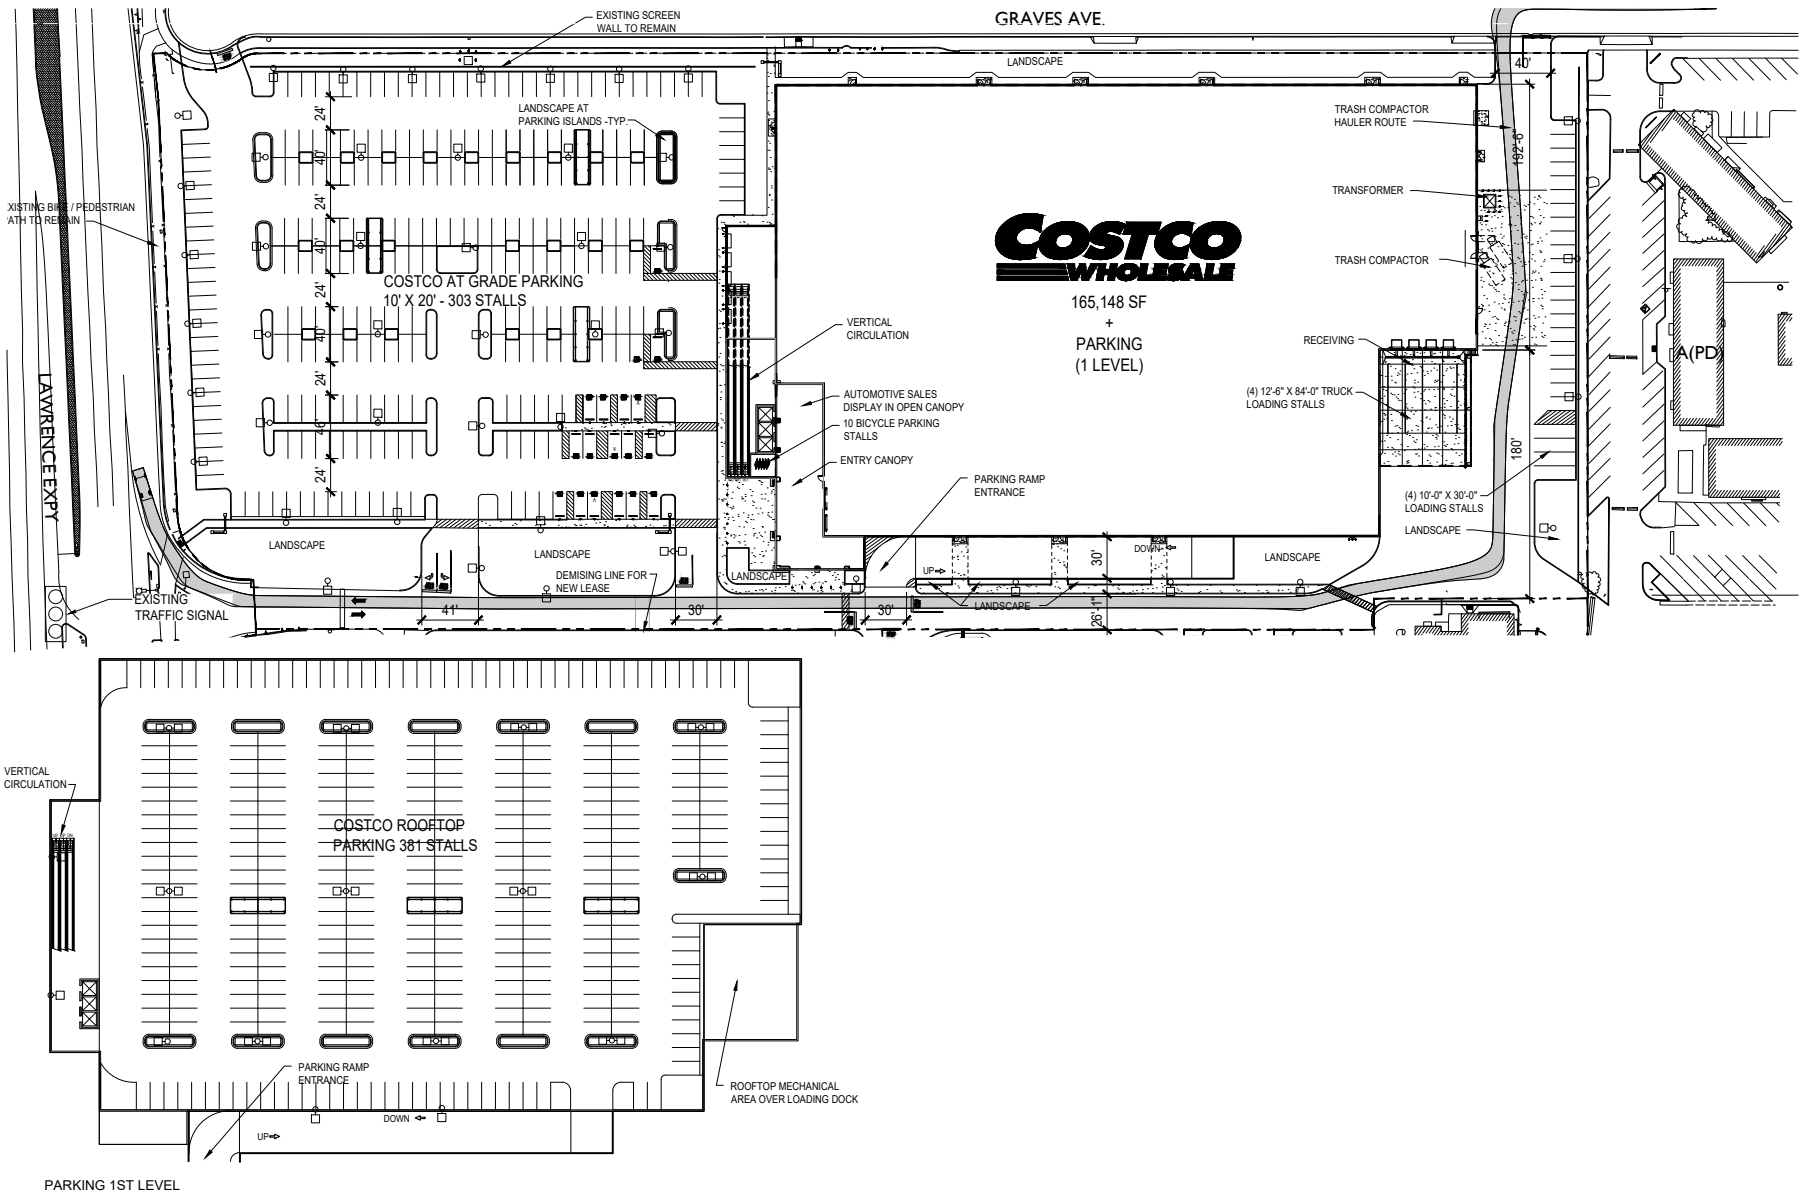 GRAVES AVE.
EXISTING SCREEN
WALL TO REMAIN
LANDSCAPE
40'
LANDSCAPE AT
PARKING ISLANDS -TYP.
24'
40'
24'
40'
24'
40'
24'
24'
XISTING BIKE / PEDESTRIAN
ATH TO REMAIN
COSTCO AT GRADE PARKING
10' X 20' - 303 STALLS
LAWRENCE EXPY
TRASH COMPACTOR
HAULER ROUTE
192'-6"
TRANSFORMER
TRASH COMPACTOR
COSTCO
WHOLESALE
165,148 SF
+
PARKING
(1 LEVEL)
VERTICAL
CIRCULATION
RECEIVING
A(PD)
AUTOMOTIVE SALES
DISPLAY IN OPEN CANOPY
10 BICYCLE PARKING
STALLS
ENTRY CANOPY
(4) 12'-6" X 84'-0" TRUCK
LOADING STALLS
180'
PARKING RAMP
ENTRANCE
(4) 10'-0" X 30'-0"
LOADING STALLS
LANDSCAPE
LANDSCAPE
LANDSCAPE
LANDSCAPE
DOWN
30'
LANDSCAPE
UP
DEMISING LINE FOR
NEW LEASE
EXISTING
TRAFFIC SIGNAL
41'
30'
30'
LANDSCAPE
26'-1"
VERTICAL
CIRCULATION
COSTCO ROOFTOP
PARKING 381 STALLS
PARKING RAMP
ENTRANCE
ROOFTOP MECHANICAL
AREA OVER LOADING DOCK
DOWN
UP
PARKING 1ST LEVEL